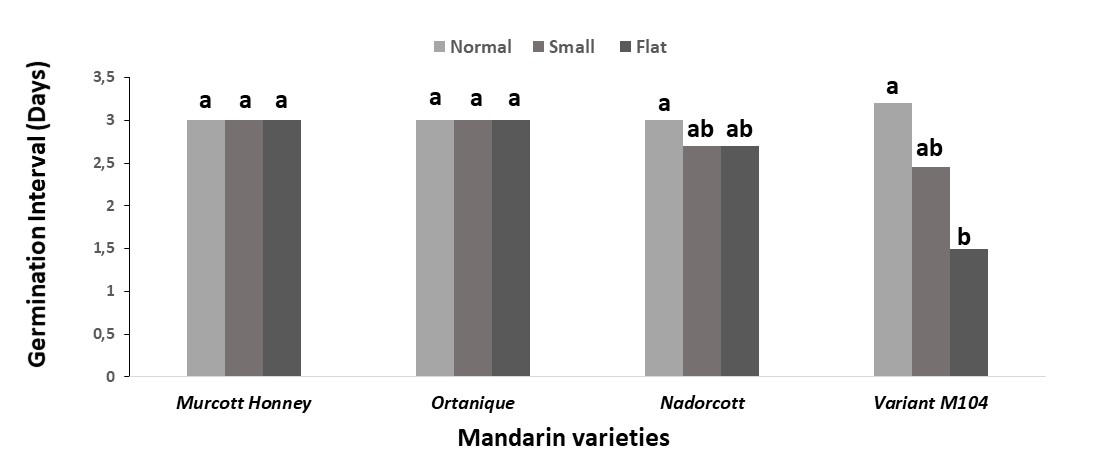 Normal Small Flat
Germination Interval (Days)
3,5
3
2,5
2
1,5
1
0,5
0
a a a
a a a
a ab ab
a ab b
Murcott Honney Ortanique Nadorcott Variant M104
Mandarin varieties